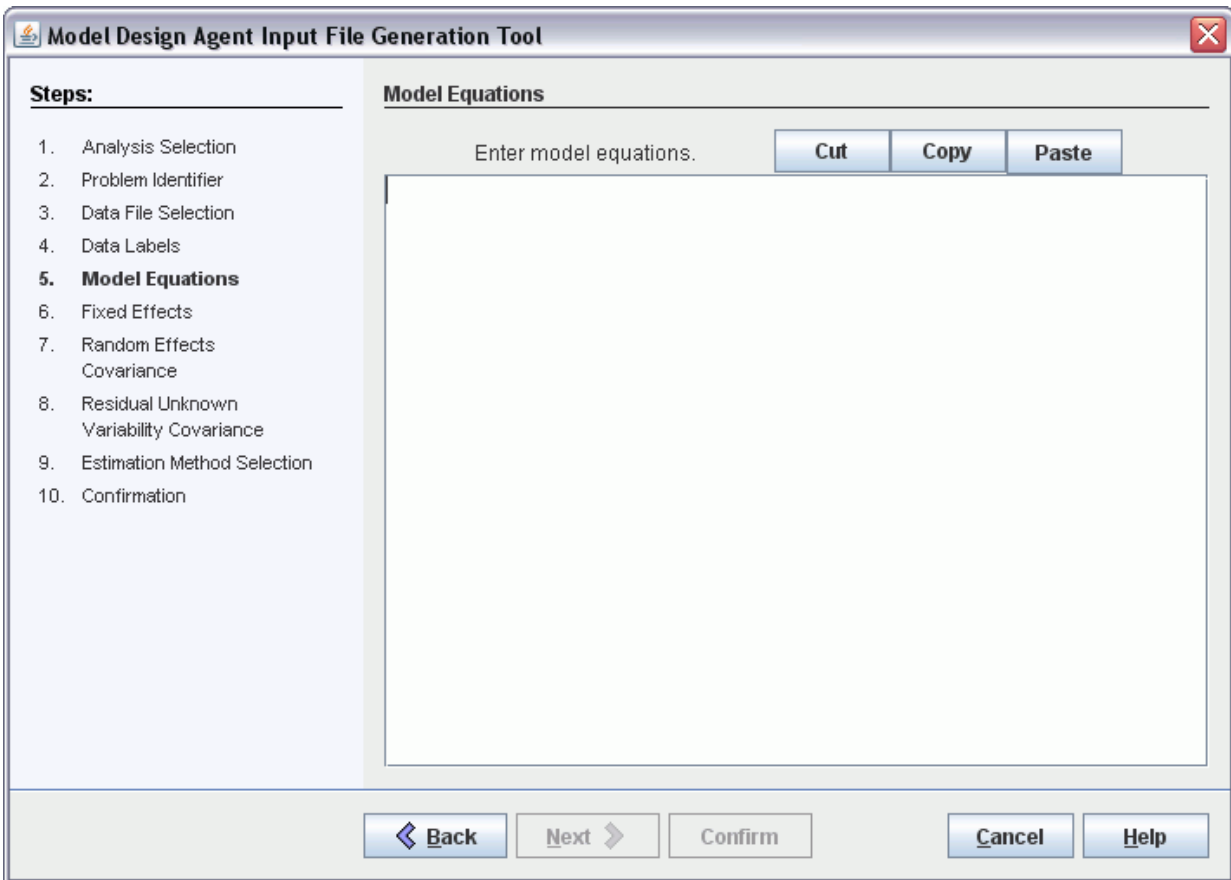 Model Design Agent Input File Generation Tool
Steps:
1. Analysis Selection
2. Problem Identifier
3. Data File Selection
4. Data Labels
5. Model Equations
6. Fixed Effects
7. Random Effects
Covariance
8. Residual Unknown
Variability Covariance
9. Estimation Method Selection
10. Confirmation
Model Equations
Enter model equations. Cut Copy Paste
Back Next Confirm Cancel Help